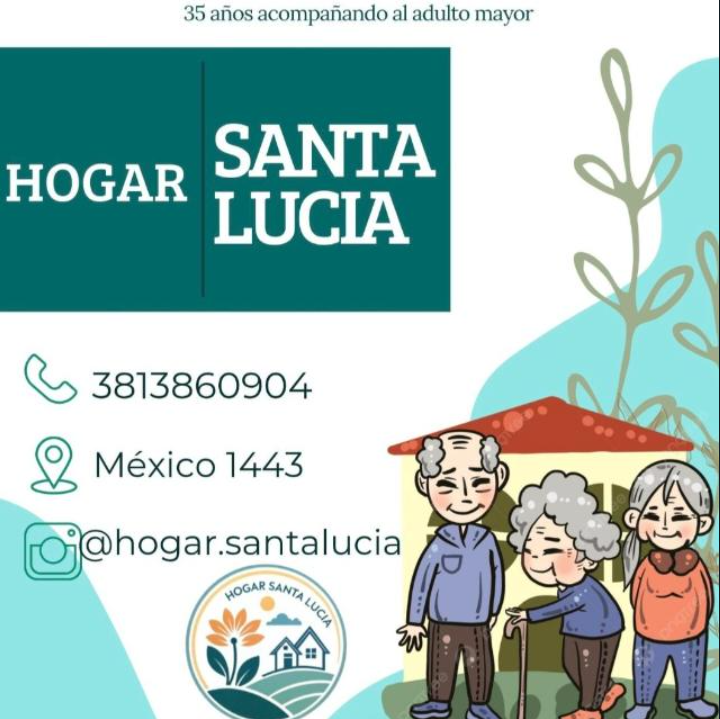 35 años acompañando al adulto mayor
HOGAR
SANTA
LUCIA
3813860904
México 1443
@hogar.santalucia
HOGAR SANTA LUCIA